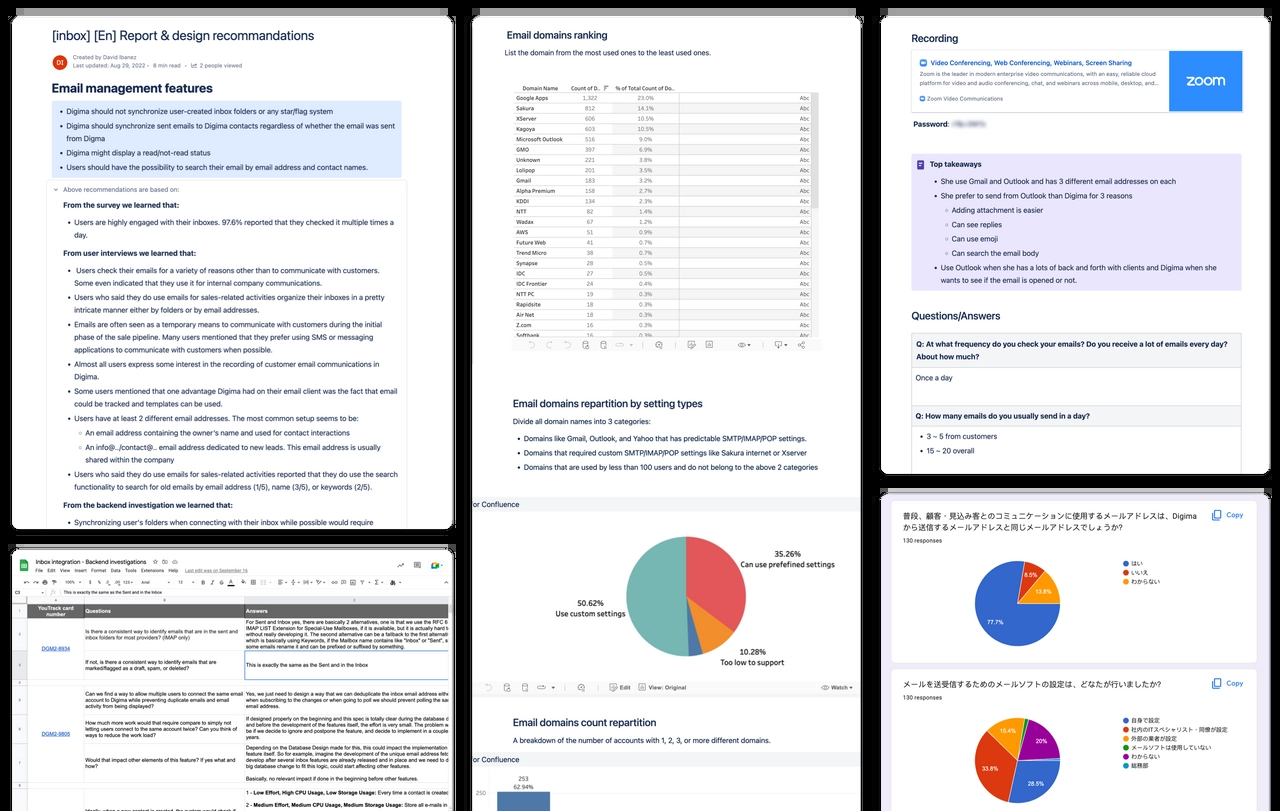 [inbox] [En] Report & design recommandations
DI
Created by David Ibanez
Last updated: Aug 29, 2022 • 8 min read • 2 people viewed
Email management features
• Digima should not synchronize user-created inbox folders or any star/flag system
• Digima should synchronize sent emails to Digima contacts regardless of whether the email was sent
from Digma
• Digima might display a read/not-read status
• Users should have the possibility to search their email by email address and contact names.
Above recommendations are based on:
From the survey we learned that:
• Users are highly engaged with their inboxes. 97.6% reported that they checked it multiple times a
day.
From user interviews we learned that:
• Users check their emails for a variety of reasons other than to communicate with customers.
Some even indicated that they use it for internal company communications.
• Users who said they do use emails for sales-related activities organize their inboxes in a pretty
intricate manner either by folders or by email addresses.
• Emails are often seen as a temporary means to communicate with customers during the initial
phase of the sale pipeline. Many users mentioned that they prefer using SMS or messaging
applications to communicate with customers when possible.
• Almost all users express some interest in the recording of customer email communications in
Digima.
• Some users mentioned that one advantage Digima had on their email client was the fact that email
could be tracked and templates can be used.
• Users have at least 2 different email addresses. The most common setup seems to be:
◦ An email address containing the owner's name and used for contact interactions
◦ An info@../contact@.. email address dedicated to new leads. This email address is usually
shared within the company
• Users who said they do use emails for sales-related activities reported that they do use the search
functionality to search for old emails by email address (1/5), name (3/5), or keywords (2/5).
From the backend investigation we learned that:
• Synchronizing user's folders when connecting with their inbox while possible would require
Inbox integration - Backend investigations
File Edit View Insert Format Data Tools Extensions Help Last edit was on September 16
100% Arial
C3 This is exactly the same as the Sent and in the Inbox
YouTrack card
number
Questions
Answers
DGM2-8934
Is there a consistent way to identify emails that are in the sent and
inbox folders for most providers? (IMAP only)
For Sent and Inbox yes, there are basically 2 alternatives, one is that we use the RFC 6
IMAP LIST Extension for Special-Use Mailboxes, if it is available, but it is actually hard t
without really developing it. The second alternative can be a fallback to the first alternati
which is basically using Keywords, if the Mailbox name contains like "Inbox" or "Sent", s
some emails rename it and can be prefixed or suffixed by something.
If not, is there a consistent way to identify emails that are
marked/flagged as a draft, spam, or deleted?
This is exactly the same as the Sent and in the Inbox
DGM2-9805
Can we find a way to allow multiple users to connect the same email
account to Digima while preventing duplicate emails and email
activity from being displayed?
Yes, we just need to design a way that we can deduplicate the inbox email address eith
when subscribing to the changes or when going to poll we should prevent polling the sa
email address.
How much more work would that require compare to simply not
letting users connect to the same account twice? Can you think of
ways to reduce the work load?
If designed properly on the beginning and this spec is totally clear during the database d
and before the development of the features itself, the effort is very small. The problem w
be if we decide to ignore and postpone the feature, and decide to implement in a couple
years.
Would that impact other elements of the feature? If yes what and
how?
Depending on the Database Design made for this, this could impact the implementation
feature itself. So for example, imagine the development of the unique email address fea
develop after several inbox features are already released and in place and we need to d
big database change to fit this logic, could start affecting other features.
Basically, no relevant impact if done in the beginning before other features.
1 - Low Effort, High CPU Usage, Low Storage Usage: Every time a contact is created
2 - Medium Effort, Medium CPU Usage, Medium Storage Usage: Store all e-mails in
Email domains ranking
List the domain from the most used ones to the least used ones.
Domain Name Count of D.. % of Total Count of Do..
Google Apps 1,322 23.0% Abc
Sakura 812 14.1% Abc
XServer 606 10.5% Abc
Kagoya 603 10.5% Abc
Microsoft Outlook 516 9.0% Abc
GMO 397 6.9% Abc
Unknown 221 3.8% Abc
Lolipop 201 3.5% Abc
Gmail 183 3.2% Abc
Alpha Premium 158 2.7% Abc
KDDI 134 2.3% Abc
NTT 82 1.4% Abc
Wadax 67 1.2% Abc
AWS 51 0.9% Abc
Future Web 41 0.7% Abc
Trend Micro 38 0.7% Abc
Synapse 28 0.5% Abc
IDC 27 0.5% Abc
IDC Frontier 24 0.4% Abc
NTT PC 19 0.3% Abc
Rapidsite 18 0.3% Abc
Air Net 18 0.3% Abc
Z.com 16 0.3% Abc
Softbank 16 0.3% Abc
Email domains repartition by setting types
Divide all domain names into 3 categories:
• Domains like Gmail, Outlook, and Yahoo that has predictable SMTP/IMAP/POP settings.
• Domains that required custom SMTP/IMAP/POP settings like Sakura internet or Xserver
• Domains that are used by less than 100 users and do not belong to the above 2 categories
or Confluence
35.26%
Can use prefefined settings
50.62%
Use custom settings
10.28%
Too low to support
Edit View: Original Watch
Email domains count repartition
A breakdown of the number of accounts with 1, 2, 3, or more different domains.
or Confluence
253
62.94%
250
Recording
Video Conferencing, Web Conferencing, Webinars, Screen Sharing
Zoom is the leader in modern enterprise video communications, with an easy, reliable cloud
platform for video and audio conferencing, chat, and webinars across mobile, desktop, and...
Zoom Video Communications
zoom
Password:
Top takeaways
• She use Gmail and Outlook and has 3 different email addresses on each
• She prefer to send from Outlook than Digima for 3 reasons
◦ Adding attachment is easier
◦ Can see replies
◦ Can use emoji
◦ Can search the email body
• Use Outlook when she has a lots of back and forth with clients and Digima when she
wants to see if the email is opened or not.
Questions/Answers
Q: At what frequency do you check your emails? Do you receive a lot of emails every day?
About how much?
Once a day
Q: How many emails do you usually send in a day?
• 3 ~ 5 from customers
• 15 ~ 20 overall
普段、顧客・見込み客とのコミュニケーションに使用するメールアドレスは、Digima
から送信するメールアドレスと同じメールアドレスでしょうか?
Copy
130 responses
はい
いいえ
わからない
8.5%
13.8%
77.7%
メールを送受信するためのメールソフトの設定は、どなたが行いましたか?
Copy
130 responses
自身で設定
社内のITスペシャリスト・同僚が設定
外部の業者が設定
メールソフトは使用していない
わからない
総務部
15.4%
20%
33.8%
28.5%